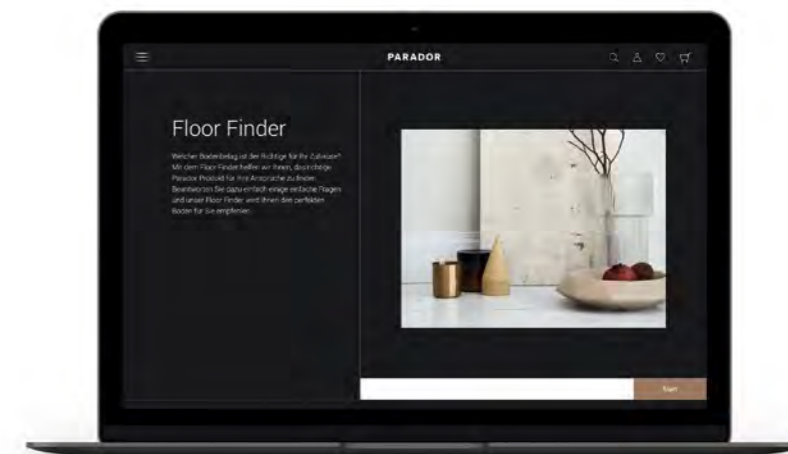 PARADOR
Floor Finder
Welcher Bodenbelag ist der Richtige für Ihr Zuhause?
Mit dem Floor Finder helfen wir Ihnen, das richtige
Parador Produkt für Ihre Ansprüche zu finden.
Beantworten Sie dazu einfach einige einfache Fragen
und unser Floor Finder wird Ihnen den perfekten
Boden für Sie empfehlen.
Start